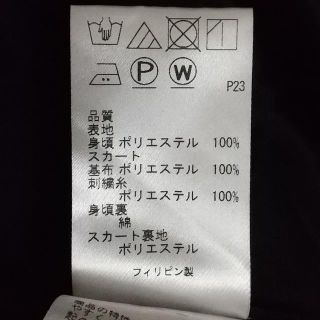 P W
P23
品質
表地
身頃 ポリエステル 100%
スカート
基布 ポリエステル 100%
刺繍糸
ポリエステル 100%
身頃裏
綿
スカート裏地
ポリエステル
フィリピン製